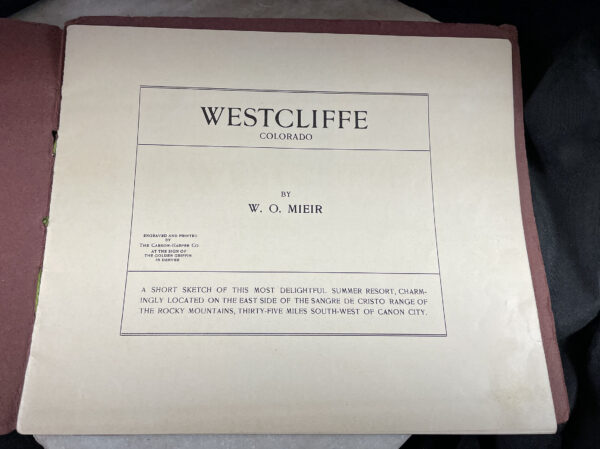 WESTCLIFFE
COLORADO
BY
W. O. MIEIR
ENGRAVED AND PRINTED
BY
THE CARSON-HARPER CO
AT THE SIGN OF
THE GOLDEN GRIFFIN
IN DENVER
A SHORT SKETCH OF THIS MOST DELIGHTFUL SUMMER RESORT, CHARM-
INGLY LOCATED ON THE EAST SIDE OF THE SANGRE DE CRISTO RANGE OF
THE ROCKY MOUNTAINS, THIRTY-FIVE MILES SOUTH-WEST OF CANON CITY.